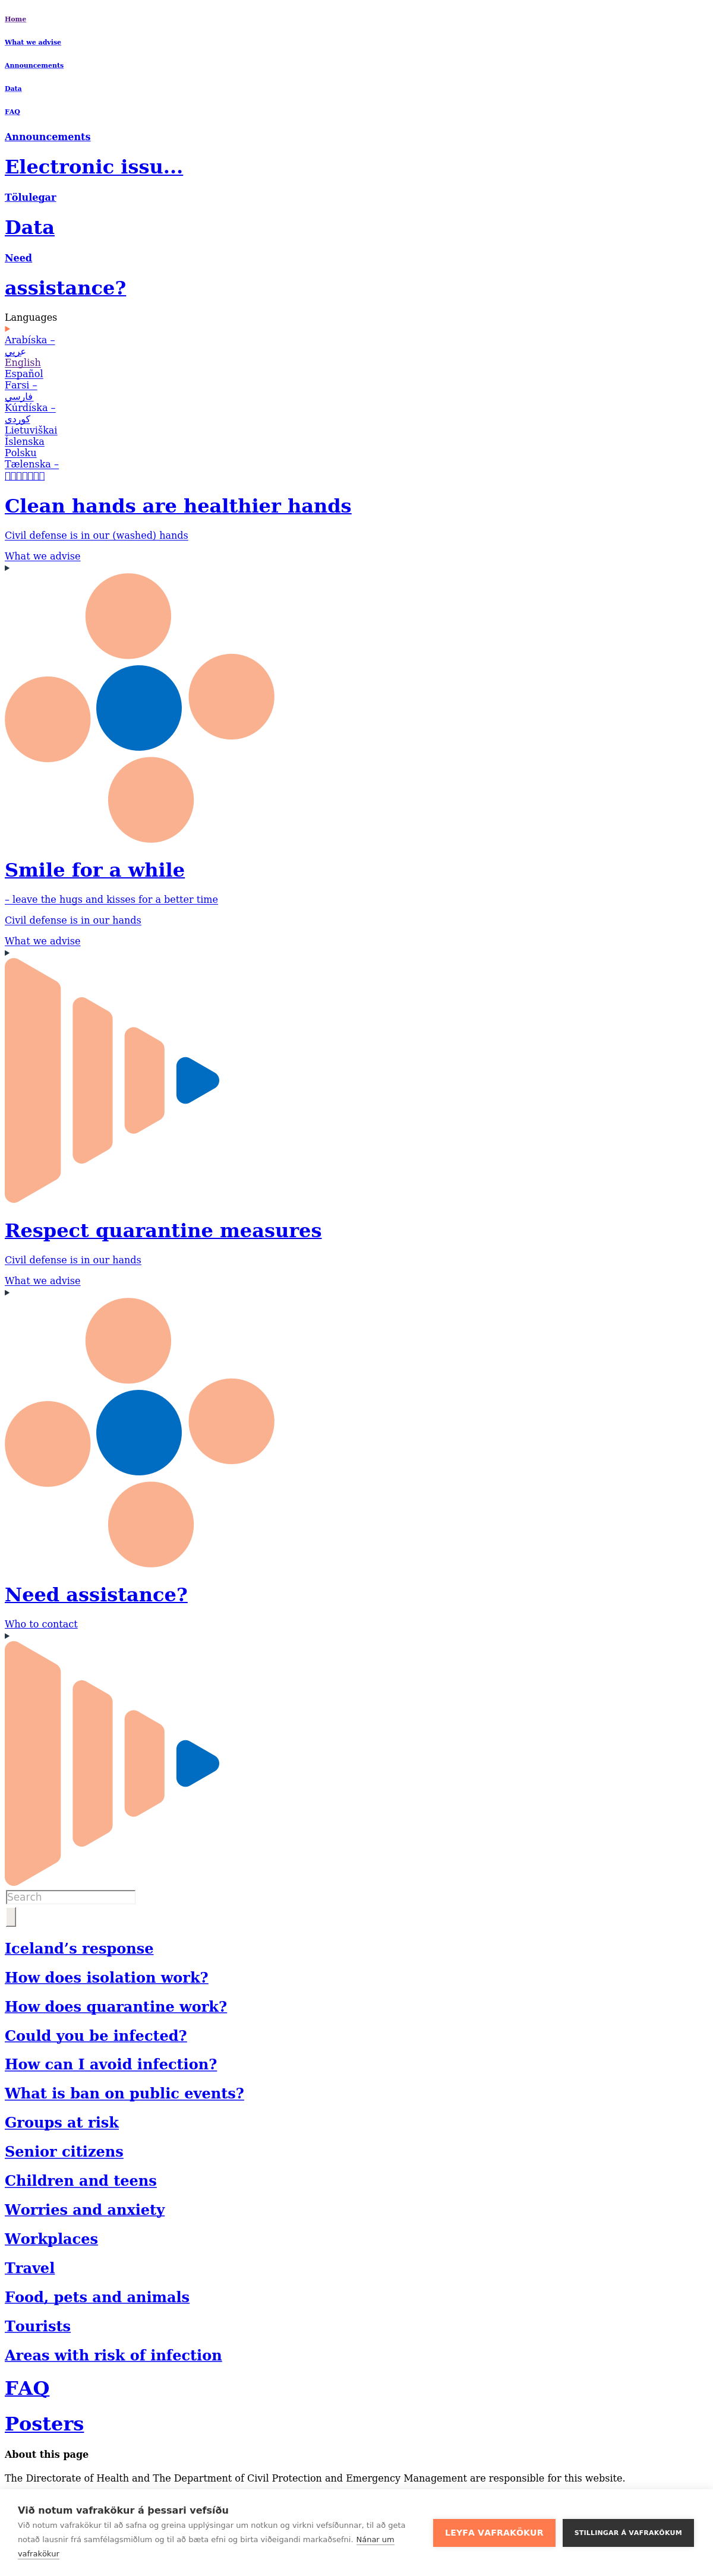 Home
What we advise
Announcements
Data
FAQ
Announcements
Electronic issu...
Tölulegar
Data
Need
assistance?
Languages
Arabíska –
عربي
English
Español
Farsi –
فارسی
Kúrdíska –
کوردی
Lietuviškai
Íslenska
Polsku
Tælenska –
Clean hands are healthier hands
Civil defense is in our (washed) hands
What we advise
Smile for a while
– leave the hugs and kisses for a better time
Civil defense is in our hands
What we advise
Respect quarantine measures
Civil defense is in our hands
What we advise
Need assistance?
Who to contact
Search
Iceland’s response
How does isolation work?
How does quarantine work?
Could you be infected?
How can I avoid infection?
What is ban on public events?
Groups at risk
Senior citizens
Children and teens
Worries and anxiety
Workplaces
Travel
Food, pets and animals
Tourists
Areas with risk of infection
FAQ
Posters
About this page
The Directorate of Health and The Department of Civil Protection and Emergency Management are responsible for this website.
Við notum vafrakökur á þessari vefsíðu
Við notum vafrakökur til að safna og greina upplýsingar um notkun og virkni vefsíðunnar, til að geta
notað lausnir frá samfélagsmiðlum og til að bæta efni og birta viðeigandi markaðsefni. Nánar um
vafrakökur
LEYFA VAFRAKÖKUR
STILLINGAR Á VAFRAKÖKUM